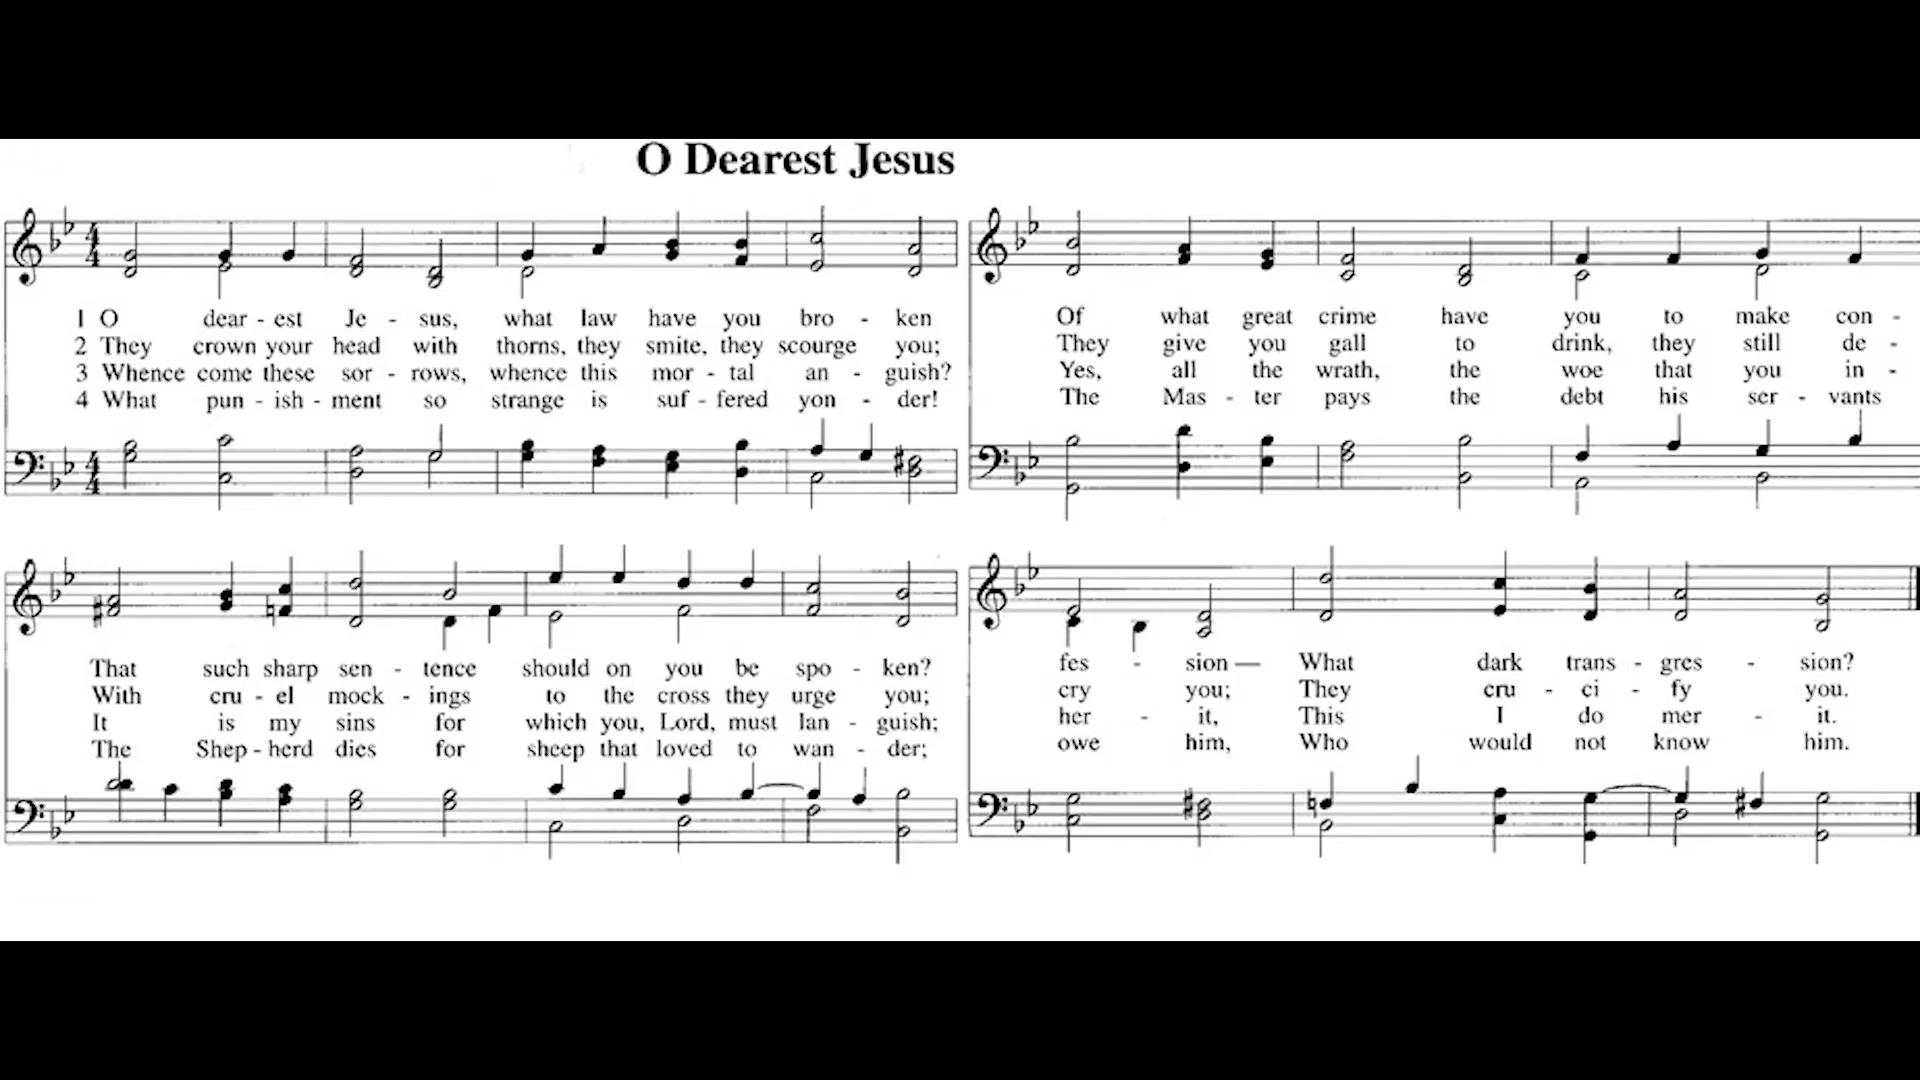 O Dearest Jesus
4
4
1 O dear - est Je - sus, what law have you bro - ken
2 They crown your head with thorns, they smite, they scourge you;
3 Whence come these sor - rows, whence this mor - tal an - guish?
4 What pun - ish - ment so strange is suf - fered yon - der!
4
4
That such sharp sen - tence should on you be spo - ken?
With cru - el mock - ings to the cross they urge you;
It is my sins for which you, Lord, must lan - guish;
The Shep - herd dies for sheep that loved to wan - der;
Of what great crime have you to make con -
They give you gall to drink, they still de -
Yes, all the wrath, the woe that you in -
The Mas - ter pays the debt his ser - vants
fes - sion — What dark trans - gres - sion?
cry you; They cru - ci - fy you.
her - it, This I do mer - it.
owe him, Who would not know him.